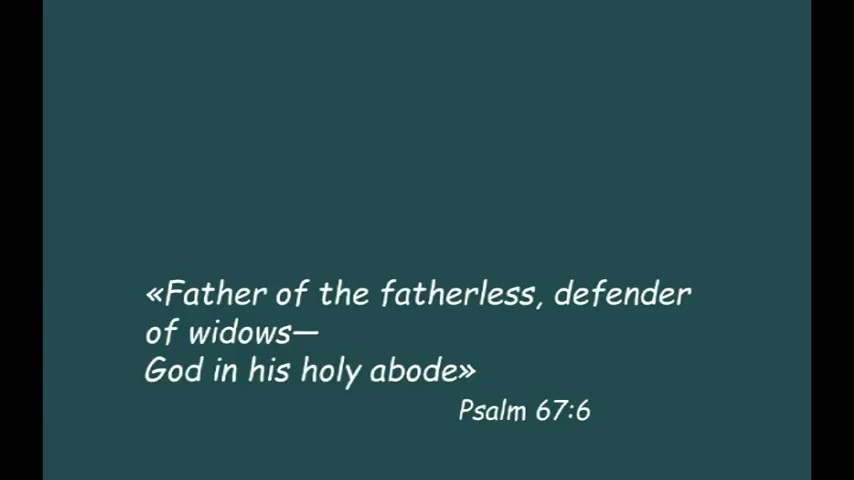 «Father of the fatherless, defender
of widows—
God in his holy abode»
Psalm 67:6